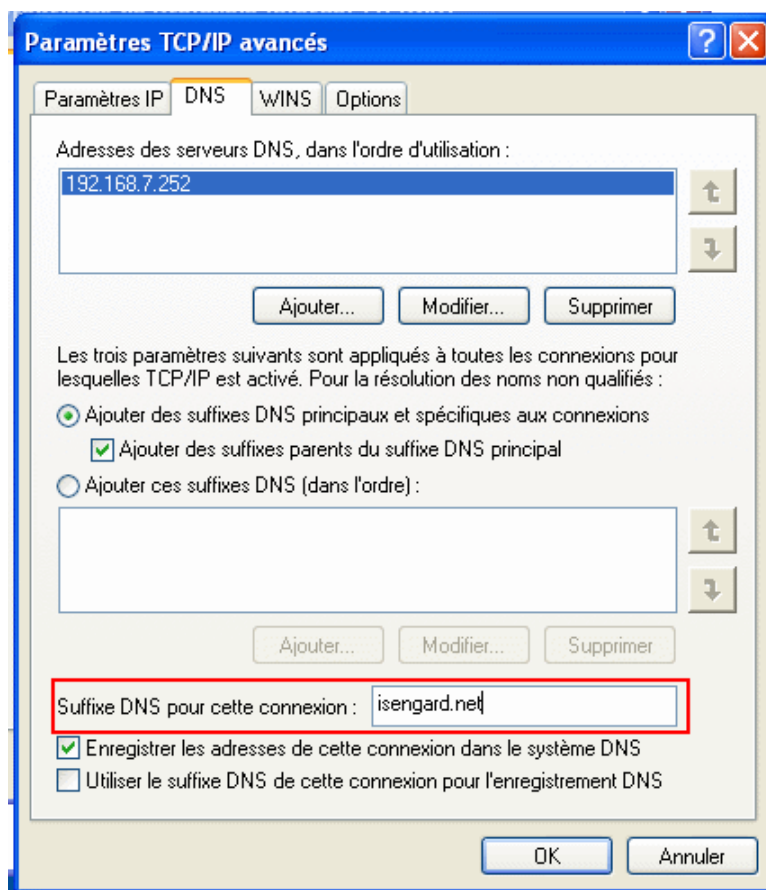 Paramètres TCP/IP avancés
Paramètres IP DNS WINS Options
Adresses des serveurs DNS, dans l'ordre d'utilisation :
192.168.7.252
Ajouter... Modifier... Supprimer
Les trois paramètres suivants sont appliqués à toutes les connexions pour
lesquelles TCP/IP est activé. Pour la résolution des noms non qualifiés :
Ajouter des suffixes DNS principaux et spécifiques aux connexions
Ajouter des suffixes parents du suffixe DNS principal
Ajouter ces suffixes DNS (dans l'ordre) :
Ajouter... Modifier... Supprimer
Suffixe DNS pour cette connexion : isengard.net
Enregistrer les adresses de cette connexion dans le système DNS
Utiliser le suffixe DNS de cette connexion pour l'enregistrement DNS
OK Annuler